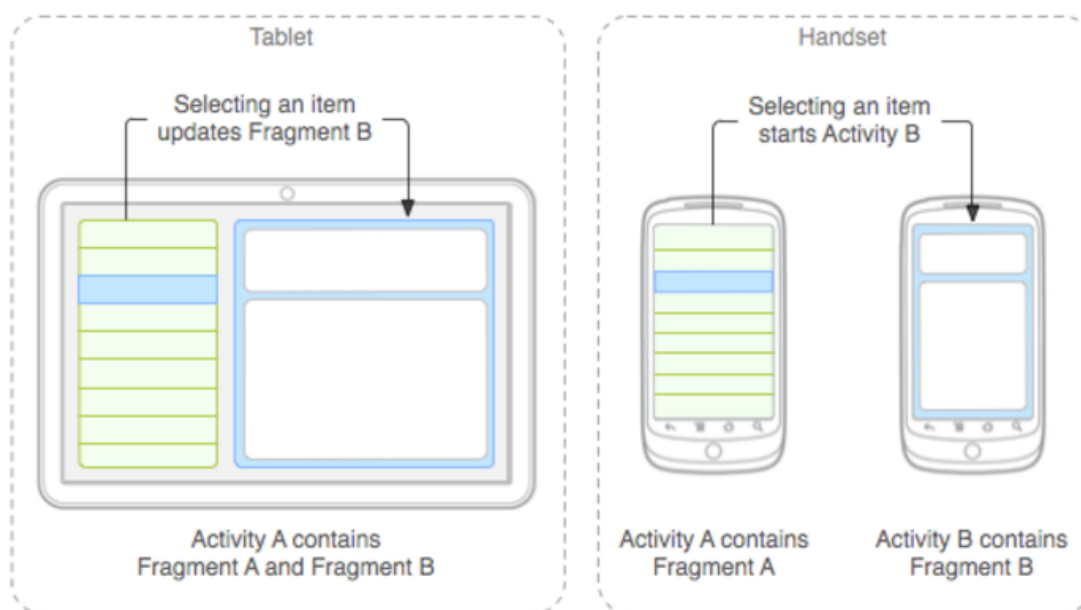 Tablet
Selecting an item
updates Fragment B
Activity A contains
Fragment A and Fragment B
Handset
Selecting an item
starts Activity B
Activity A contains
Fragment A
Activity B contains
Fragment B